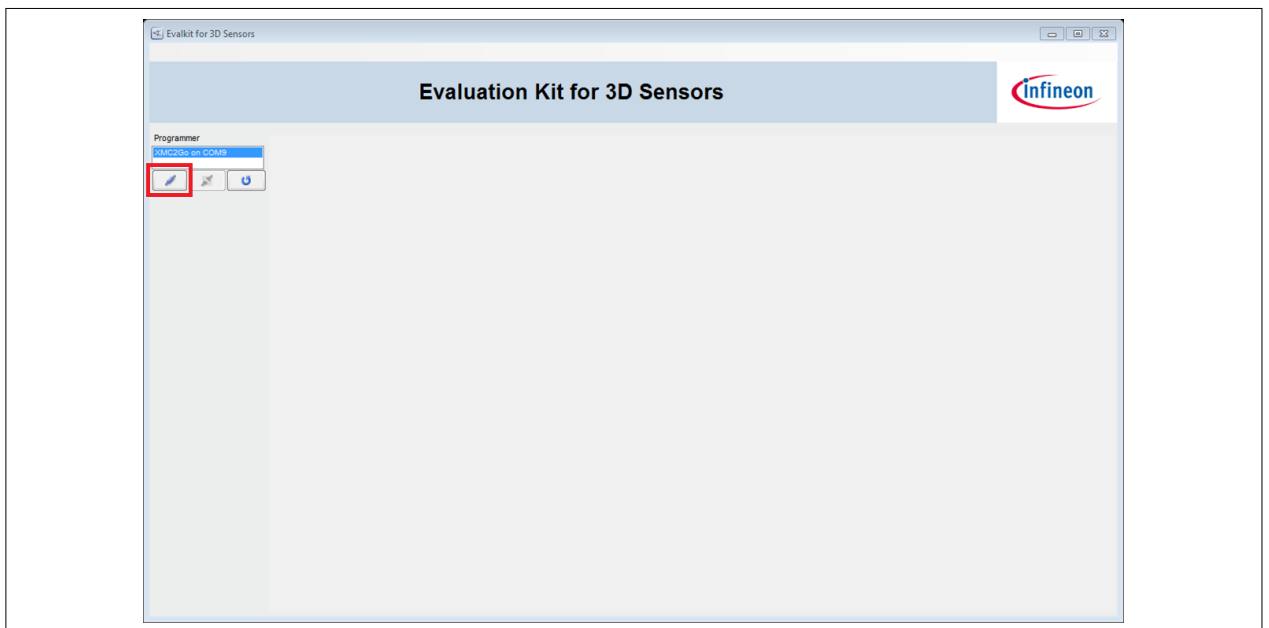 Evalkit for 3D Sensors
Evaluation Kit for 3D Sensors
infineon
Programmer
XMC2Go on COM9